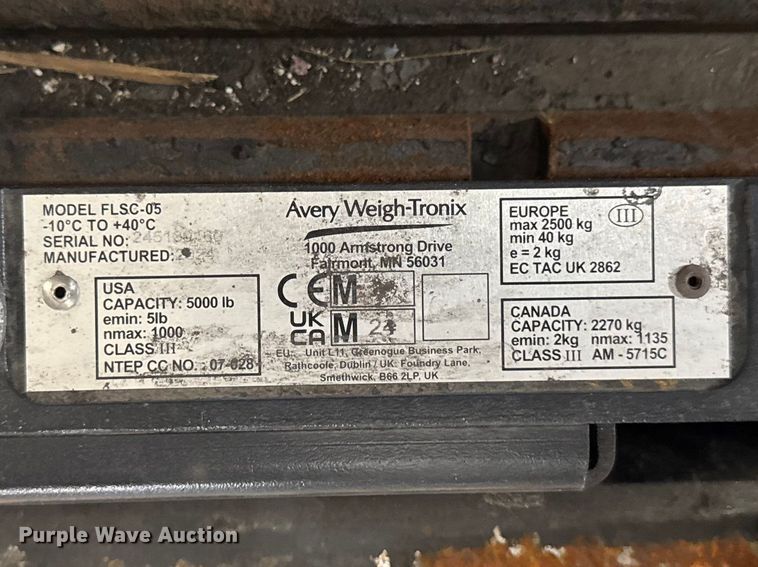 MODEL FLSC-05
-10°C TO +40°C
SERIAL NO:
MANUFACTURED:
USA
CAPACITY: 5000 lb
emin: 5lb
nmax: 1000
CLASS III
NTEP CC NO. : 07-028
Avery Weigh-Tronix
1000 Armstrong Drive
Fairmont, MN 56031
CE M
UK CA M 24
EU: Unit L11, Greenogue Business Park,
Rathcoole, Dublin / UK: Foundry Lane,
Smethwick, B66 2LP, UK
EUROPE III
max 2500 kg
min 40 kg
e = 2 kg
EC TAC UK 2862
CANADA
CAPACITY: 2270 kg
emin: 2kg nmax: 1135
CLASS III AM - 5715C
Purple Wave Auction